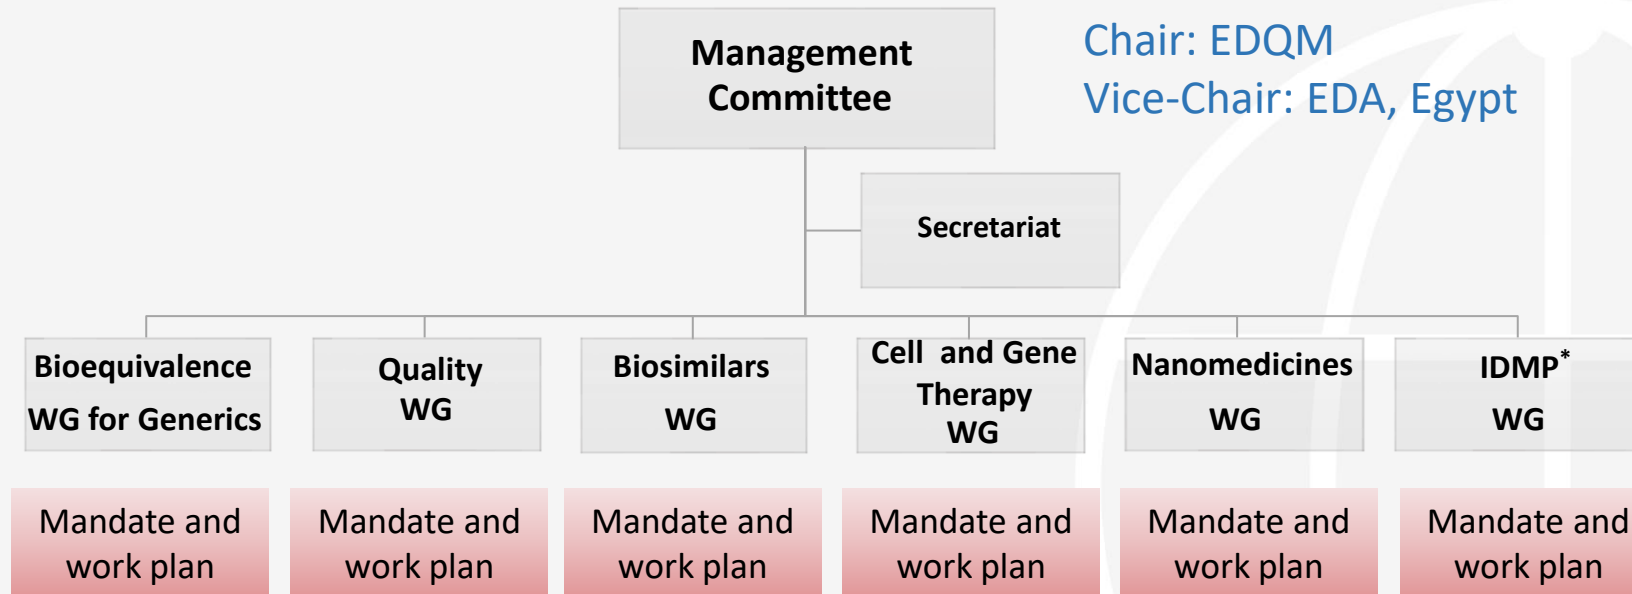 Management
Committee
Chair: EDQM
Vice-Chair: EDA, Egypt
Secretariat
Bioequivalence
WG for Generics
Quality
WG
Biosimilars
WG
Cell and Gene
Therapy
WG
Nanomedicines
WG
IDMP*
WG
Mandate and
work plan
Mandate and
work plan
Mandate and
work plan
Mandate and
work plan
Mandate and
work plan
Mandate and
work plan